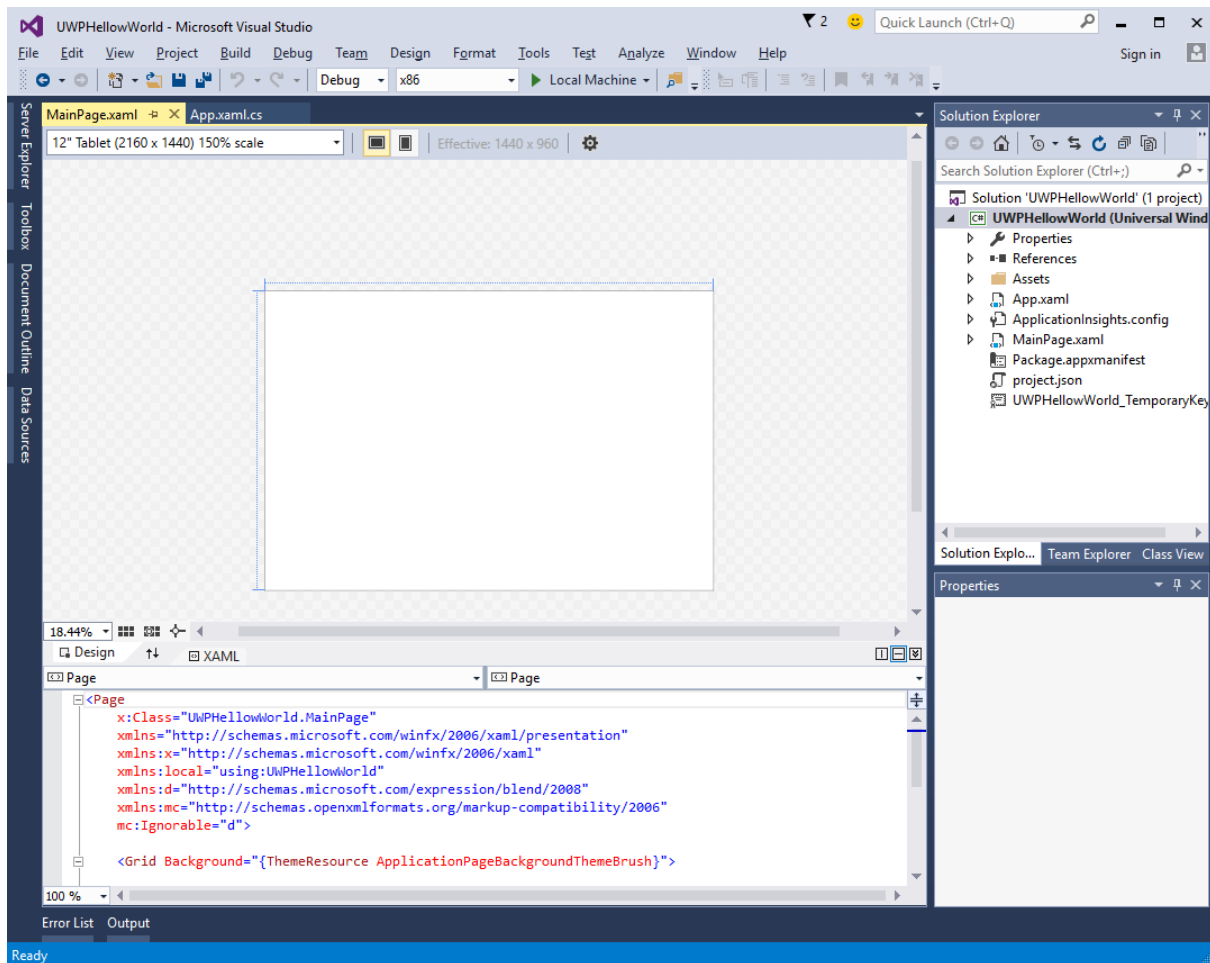 UWPHellowWorld - Microsoft Visual Studio
2
Quick Launch (Ctrl+Q)
File Edit View Project Build Debug Team Design Format Tools Test Analyze Window Help
Sign in
Debug x86 Local Machine
Server Explorer
Toolbox
Document Outline
Data Sources
MainPage.xaml App.xaml.cs
12" Tablet (2160 x 1440) 150% scale
Effective: 1440 x 960
18.44%
Design XAML
Page Page
<Page
x:Class="UWPHellowWorld.MainPage"
xmlns="http://schemas.microsoft.com/winfx/2006/xaml/presentation"
xmlns:x="http://schemas.microsoft.com/winfx/2006/xaml"
xmlns:local="using:UWPHellowWorld"
xmlns:d="http://schemas.microsoft.com/expression/blend/2008"
xmlns:mc="http://schemas.openxmlformats.org/markup-compatibility/2006"
mc:Ignorable="d">
<Grid Background="{ThemeResource ApplicationPageBackgroundThemeBrush}">
100 %
Solution Explorer
Search Solution Explorer (Ctrl+;)
Solution 'UWPHellowWorld' (1 project)
C# UWPHellowWorld (Universal Wind
Properties
References
Assets
App.xaml
ApplicationInsights.config
MainPage.xaml
Package.appxmanifest
project.json
UWPHellowWorld_TemporaryKey
Solution Explo... Team Explorer Class View
Properties
Error List Output
Ready